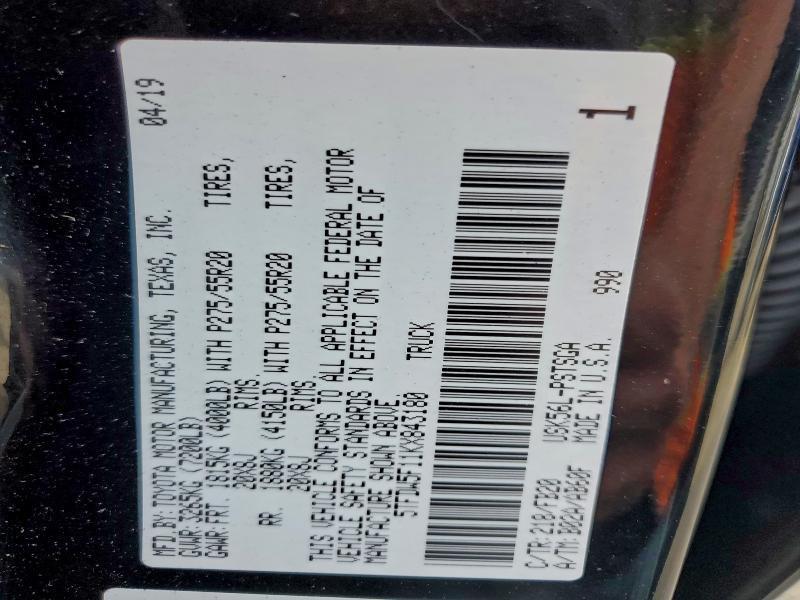 MFD. BY: TOYOTA MOTOR MANUFACTURING, TEXAS, INC. 04/19
GVWR 3265KG (7200LB)
GAWR FRT. 1815KG (4000LB) WITH P275/55R20 TIRES,
20X8J RIMS.
RR. 1880KG (4150LB) WITH P275/55R20 TIRES,
20X8J RIMS.
THIS VEHICLE CONFORMS TO ALL APPLICABLE FEDERAL MOTOR
VEHICLE SAFETY STANDARDS IN EFFECT ON THE DATE OF
MANUFACTURE SHOWN ABOVE.
5TFDW5F11KX843180 TRUCK
C/TR: 218/FB20 USK56L-PSTSGA
A/TM: B02A/AB60F MADE IN U.S.A. 990
1